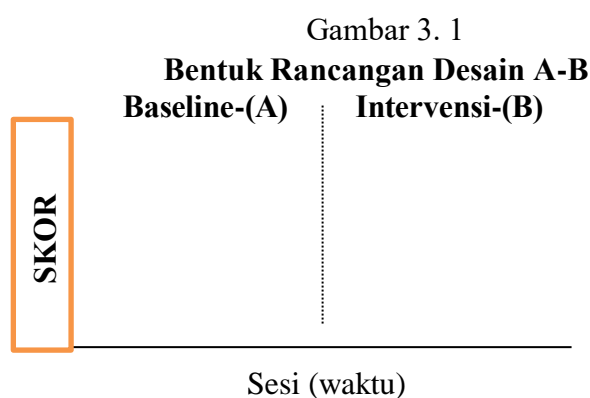 Gambar 3. 1
Bentuk Rancangan Desain A-B
Baseline-(A) Intervensi-(B)
SKOR
Sesi (waktu)